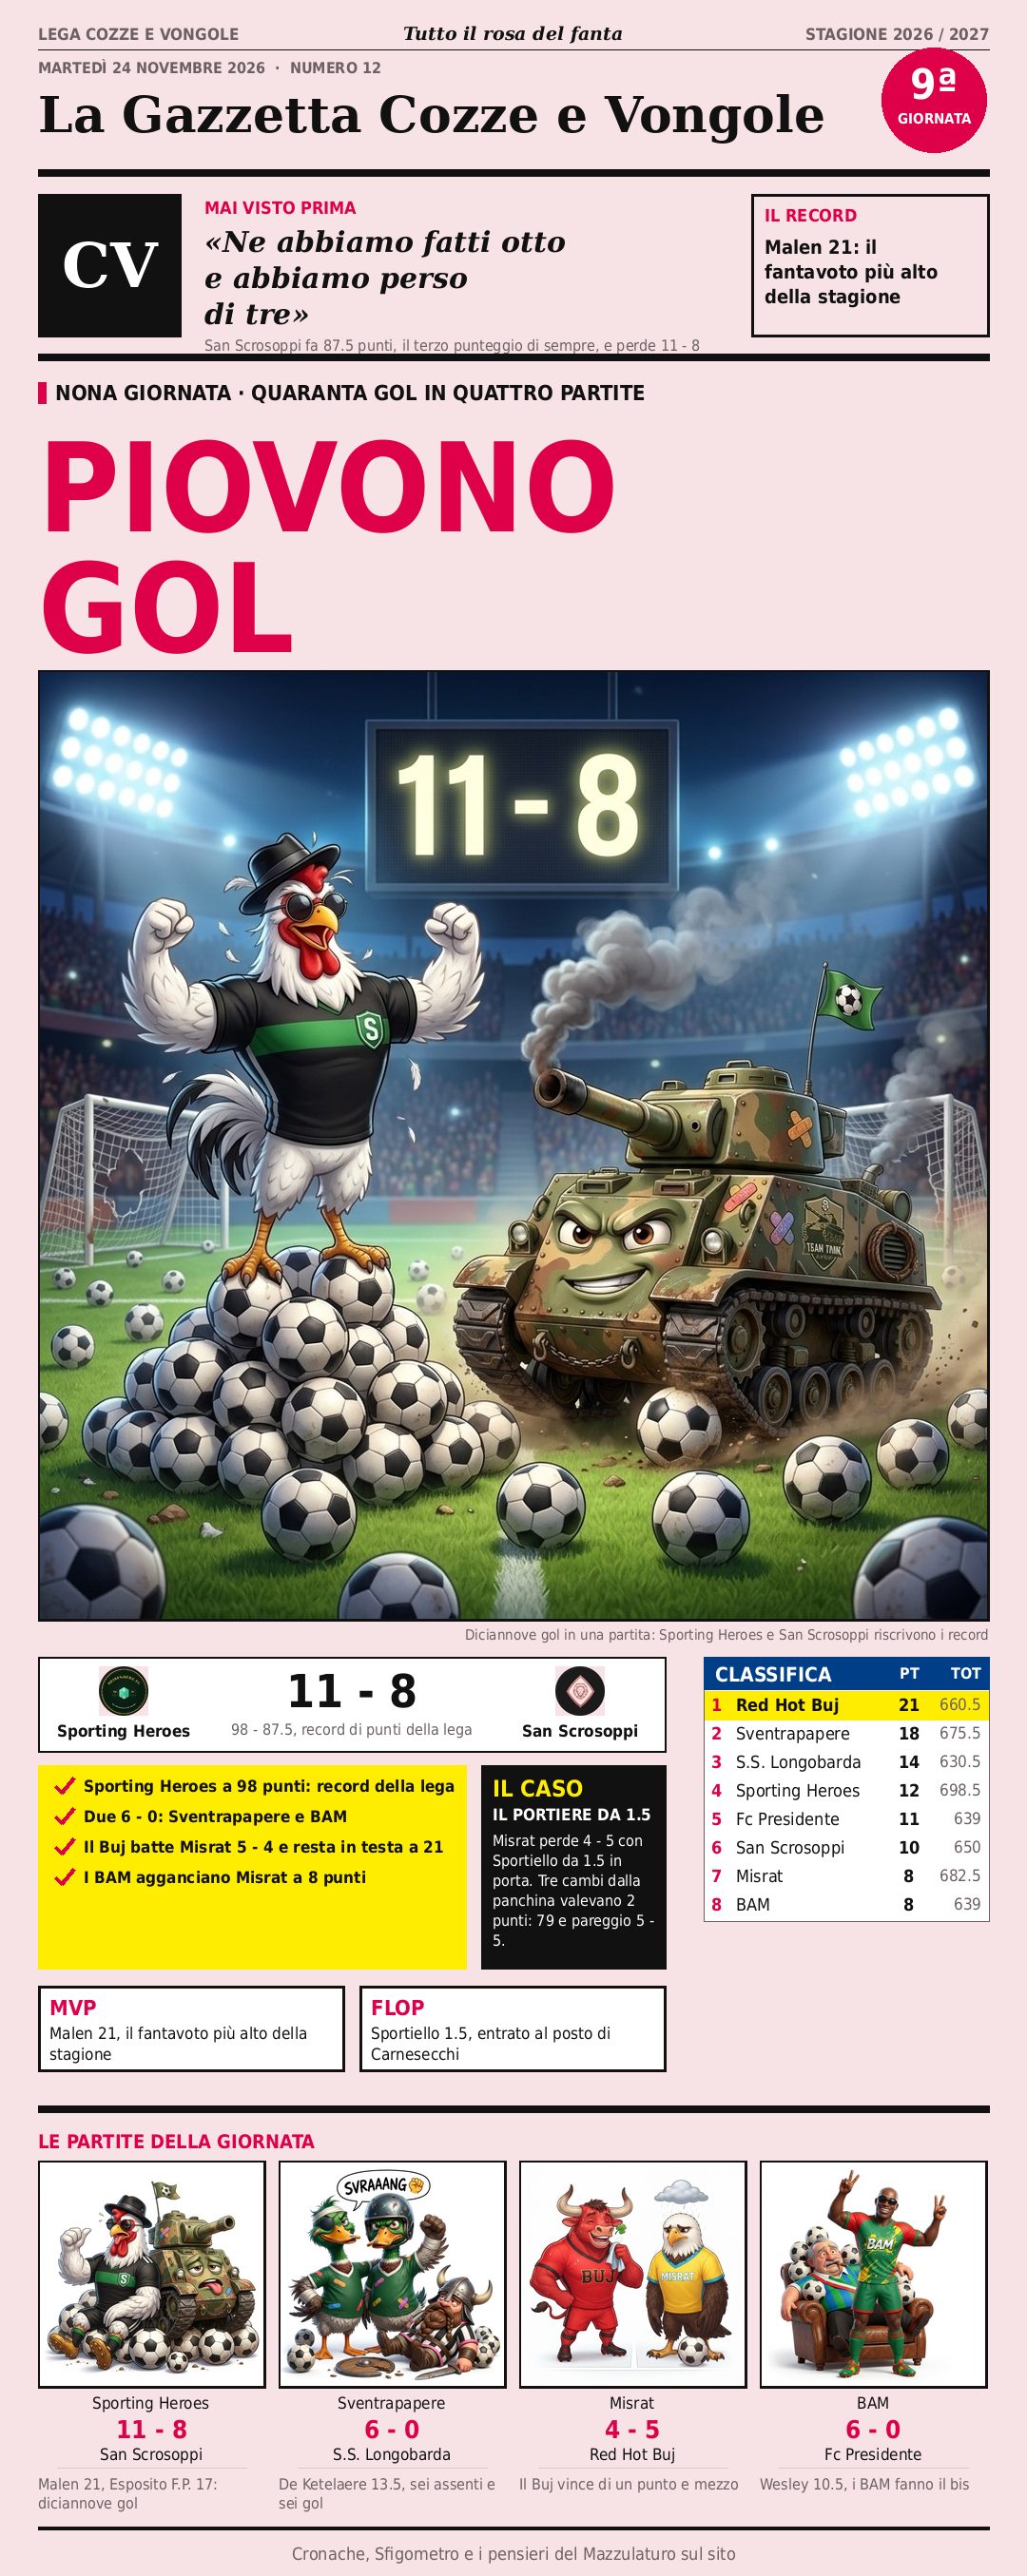 LEGA COZZE E VONGOLE
Tutto il rosa del fanta
STAGIONE 2026 / 2027
MARTEDÌ 24 NOVEMBRE 2026 · NUMERO 12
La Gazzetta Cozze e Vongole
9ª
GIORNATA
CV
MAI VISTO PRIMA
«Ne abbiamo fatti otto
e abbiamo perso
di tre»
San Scrosoppi fa 87.5 punti, il terzo punteggio di sempre, e perde 11 - 8
IL RECORD
Malen 21: il
fantavoto più alto
della stagione
NONA GIORNATA · QUARANTA GOL IN QUATTRO PARTITE
PIOVONO
GOL
11 - 8
S
TEAM TANK
Diciannove gol in una partita: Sporting Heroes e San Scrosoppi riscrivono i record
11 - 8
Sporting Heroes
98 - 87.5, record di punti della lega
San Scrosoppi
Sporting Heroes a 98 punti: record della lega
Due 6 - 0: Sventrapapere e BAM
Il Buj batte Misrat 5 - 4 e resta in testa a 21
I BAM agganciano Misrat a 8 punti
IL CASO
IL PORTIERE DA 1.5
Misrat perde 4 - 5 con
Sportiello da 1.5 in
porta. Tre cambi dalla
panchina valevano 2
punti: 79 e pareggio 5 -
5.
CLASSIFICA PT TOT
1 Red Hot Buj 21 660.5
2 Sventrapapere 18 675.5
3 S.S. Longobarda 14 630.5
4 Sporting Heroes 12 698.5
5 Fc Presidente 11 639
6 San Scrosoppi 10 650
7 Misrat 8 682.5
8 BAM 8 639
MVP
Malen 21, il fantavoto più alto della
stagione
FLOP
Sportiello 1.5, entrato al posto di
Carnesecchi
LE PARTITE DELLA GIORNATA
S
SVRAAANG
BUJ
MISRAT
BAM
Sporting Heroes
11 - 8
San Scrosoppi
Malen 21, Esposito F.P. 17:
diciannove gol
Sventrapapere
6 - 0
S.S. Longobarda
De Ketelaere 13.5, sei assenti e
sei gol
Misrat
4 - 5
Red Hot Buj
Il Buj vince di un punto e mezzo
BAM
6 - 0
Fc Presidente
Wesley 10.5, i BAM fanno il bis
Cronache, Sfigometro e i pensieri del Mazzulaturo sul sito